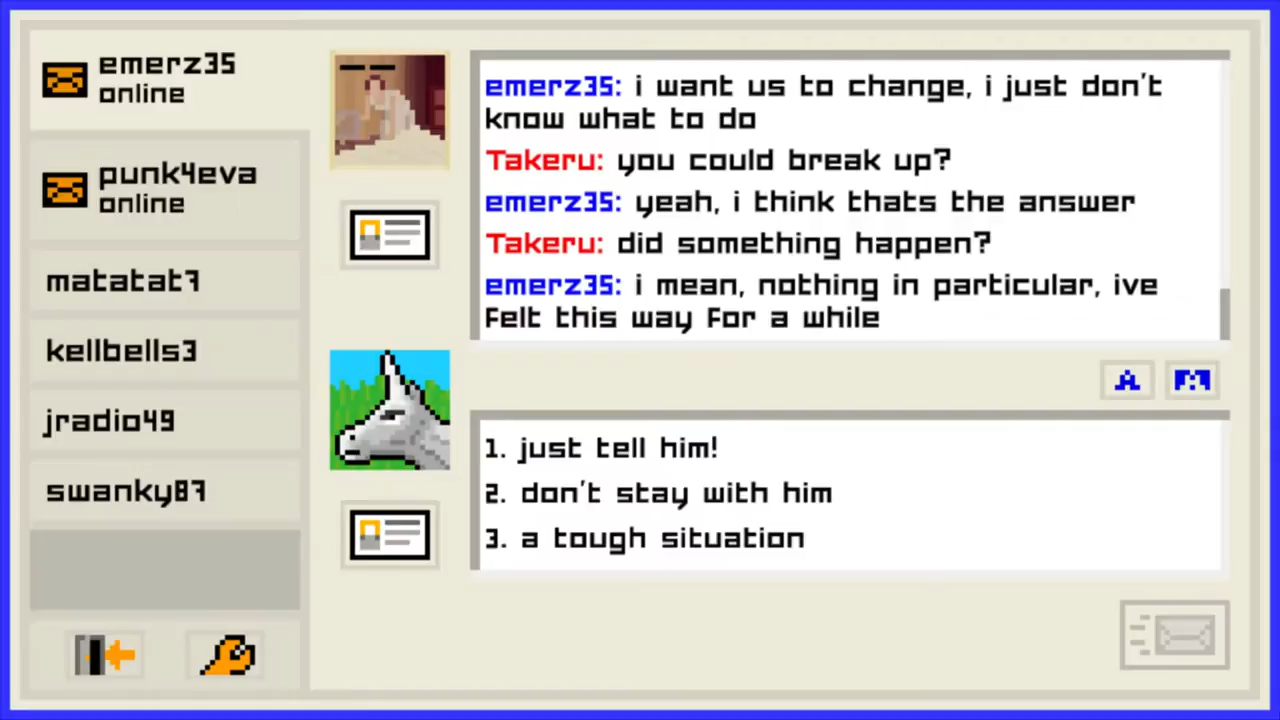 emerz35
online
punk4eva
online
matatat7
kellbells3
jradio49
swanky87
emerz35: i want us to change, i just don't
know what to do
Takeru: you could break up?
emerz35: yeah, i think thats the answer
Takeru: did something happen?
emerz35: i mean, nothing in particular, ive
felt this way for a while
A
1. just tell him!
2. don't stay with him
3. a tough situation